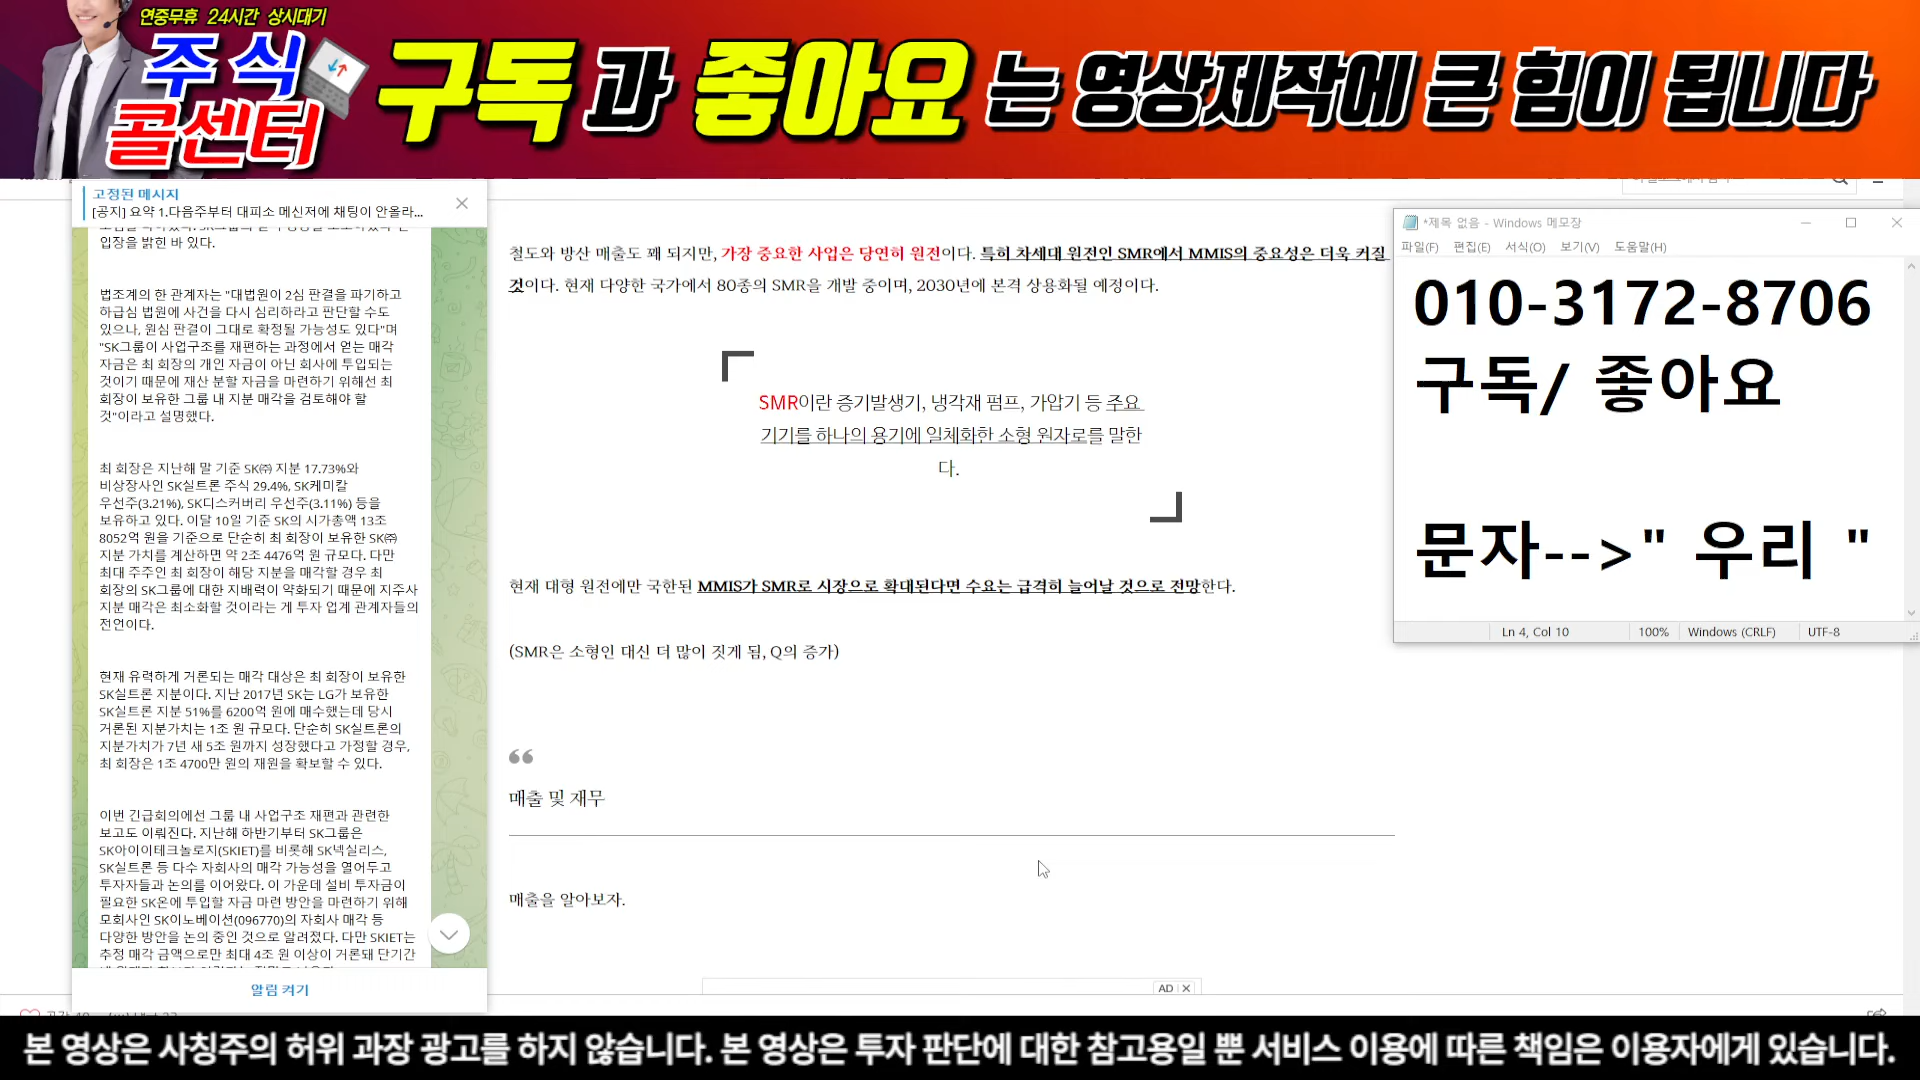 연중무휴 24시간 상시대기
주식
콜센터
구독과 좋아요는 영상제작에 큰 힘이 됩니다
고정된 메시지
[공지] 요약 1.다음주부터 대피소 메신저에 채팅이 안올라...
입장을 밝힌 바 있다.
법조계의 한 관계자는 "대법원이 2심 판결을 파기하고
하급심 법원에 사건을 다시 심리하라고 판단할 수도
있으나, 원심 판결이 그대로 확정될 가능성도 있다"며
"SK그룹이 사업구조를 재편하는 과정에서 얻는 매각
자금은 최 회장의 개인 자금이 아닌 회사에 투입되는
것이기 때문에 재산 분할 자금을 마련하기 위해선 최
회장이 보유한 그룹 내 지분 매각을 검토해야 할
것"이라고 설명했다.
최 회장은 지난해 말 기준 SK㈜ 지분 17.73%와
비상장사인 SK실트론 주식 29.4%, SK케미칼
우선주(3.21%), SK디스커버리 우선주(3.11%) 등을
보유하고 있다. 이달 10일 기준 SK의 시가총액 13조
8052억 원을 기준으로 단순히 최 회장이 보유한 SK㈜
지분 가치를 계산하면 약 2조 4476억 원 규모다. 다만
최대 주주인 최 회장이 해당 지분을 매각할 경우 최
회장의 SK그룹에 대한 지배력이 약화되기 때문에 지주사
지분 매각은 최소화할 것이라는 게 투자 업계 관계자들의
전언이다.
현재 유력하게 거론되는 매각 대상은 최 회장이 보유한
SK실트론 지분이다. 지난 2017년 SK는 LG가 보유한
SK실트론 지분 51%를 6200억 원에 매수했는데 당시
거론된 지분가치는 1조 원 규모다. 단순히 SK실트론의
지분가치가 7년 새 5조 원까지 성장했다고 가정할 경우,
최 회장은 1조 4700만 원의 재원을 확보할 수 있다.
이번 긴급회의에선 그룹 내 사업구조 재편과 관련한
보고도 이뤄진다. 지난해 하반기부터 SK그룹은
SK아이이테크놀로지(SKIET)를 비롯해 SK넥실리스,
SK실트론 등 다수 자회사의 매각 가능성을 열어두고
투자자들과 논의를 이어왔다. 이 가운데 설비 투자금이
필요한 SK온에 투입할 자금 마련 방안을 마련하기 위해
모회사인 SK이노베이션(096770)의 자회사 매각 등
다양한 방안을 논의 중인 것으로 알려졌다. 다만 SKIET는
추정 매각 금액으로만 최대 4조 원 이상이 거론돼 단기간
알림 켜기
철도와 방산 매출도 꽤 되지만, 가장 중요한 사업은 당연히 원전이다. 특히 차세대 원전인 SMR에서 MMIS의 중요성은 더욱 커질
것이다. 현재 다양한 국가에서 80종의 SMR을 개발 중이며, 2030년에 본격 상용화될 예정이다.
SMR이란 증기발생기, 냉각재 펌프, 가압기 등 주요
기기를 하나의 용기에 일체화한 소형 원자로를 말한
다.
현재 대형 원전에만 국한된 MMIS가 SMR로 시장으로 확대된다면 수요는 급격히 늘어날 것으로 전망한다.
(SMR은 소형인 대신 더 많이 짓게 됨, Q의 증가)
매출 및 재무
매출을 알아보자.
AD
*제목 없음 - Windows 메모장
파일(F) 편집(E) 서식(O) 보기(V) 도움말(H)
010-3172-8706
구독/ 좋아요
문자-->" 우리 "
Ln 4, Col 10 100% Windows (CRLF) UTF-8
본 영상은 사칭주의 허위 과장 광고를 하지 않습니다. 본 영상은 투자 판단에 대한 참고용일 뿐 서비스 이용에 따른 책임은 이용자에게 있습니다.